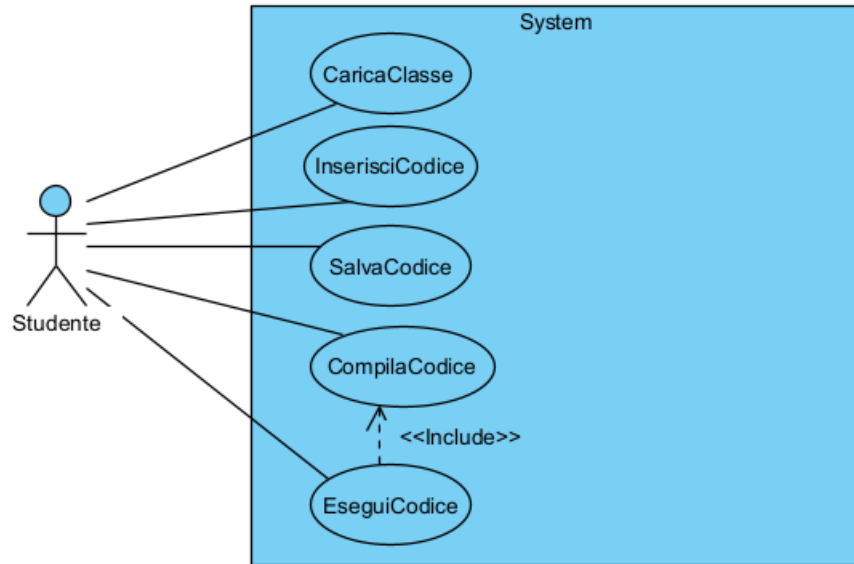 System
CaricaClasse
InserisciCodice
SalvaCodice
Studente
CompilaCodice
<<Include>>
EseguiCodice